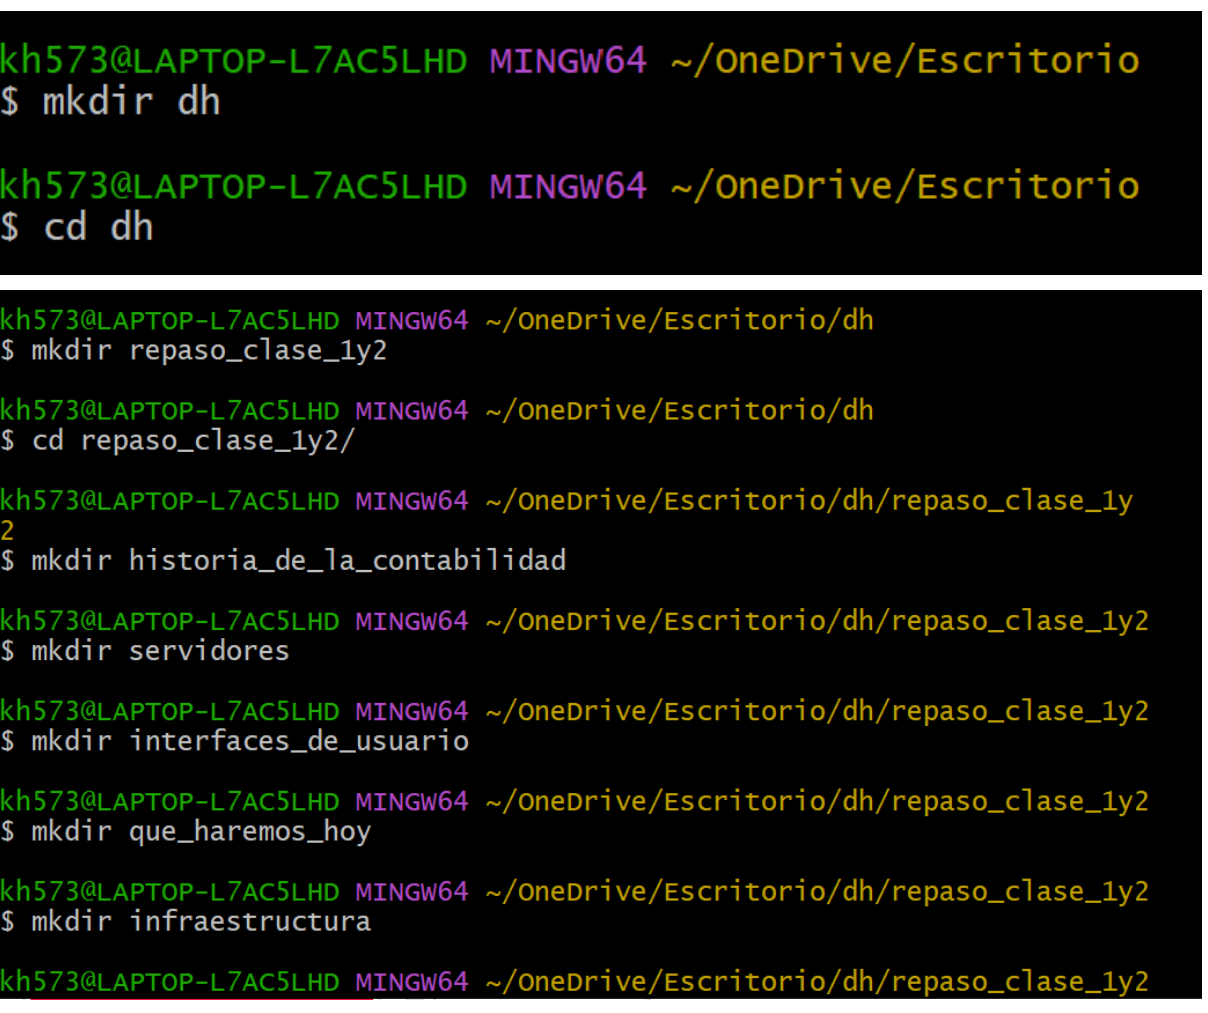 kh573@LAPTOP-L7AC5LHD MINGW64 ~/OneDrive/Escritorio
$ mkdir dh
kh573@LAPTOP-L7AC5LHD MINGW64 ~/OneDrive/Escritorio
$ cd dh
kh573@LAPTOP-L7AC5LHD MINGW64 ~/OneDrive/Escritorio/dh
$ mkdir repaso_clase_1y2
kh573@LAPTOP-L7AC5LHD MINGW64 ~/OneDrive/Escritorio/dh
$ cd repaso_clase_1y2/
kh573@LAPTOP-L7AC5LHD MINGW64 ~/OneDrive/Escritorio/dh/repaso_clase_1y
2
$ mkdir historia_de_la_contabilidad
kh573@LAPTOP-L7AC5LHD MINGW64 ~/OneDrive/Escritorio/dh/repaso_clase_1y2
$ mkdir servidores
kh573@LAPTOP-L7AC5LHD MINGW64 ~/OneDrive/Escritorio/dh/repaso_clase_1y2
$ mkdir interfaces_de_usuario
kh573@LAPTOP-L7AC5LHD MINGW64 ~/OneDrive/Escritorio/dh/repaso_clase_1y2
$ mkdir que_haremos_hoy
kh573@LAPTOP-L7AC5LHD MINGW64 ~/OneDrive/Escritorio/dh/repaso_clase_1y2
$ mkdir infraestructura
kh573@LAPTOP-L7AC5LHD MINGW64 ~/OneDrive/Escritorio/dh/repaso_clase_1y2